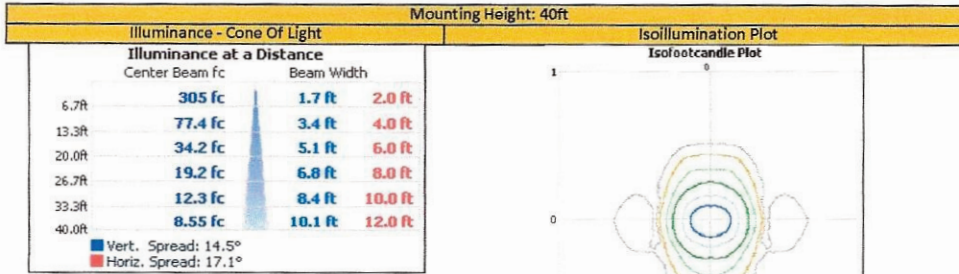 Mounting Height: 40ft
Illuminance - Cone Of Light
Isoillumination Plot
Illuminance at a Distance
Center Beam fc Beam Width
6.7ft 305 fc 1.7 ft 2.0 ft
13.3ft 77.4 fc 3.4 ft 4.0 ft
20.0ft 34.2 fc 5.1 ft 6.0 ft
26.7ft 19.2 fc 6.8 ft 8.0 ft
33.3ft 12.3 fc 8.4 ft 10.0 ft
40.0ft 8.55 fc 10.1 ft 12.0 ft
Vert. Spread: 14.5°
Horiz. Spread: 17.1°
Isofootcandle Plot
0
1
0